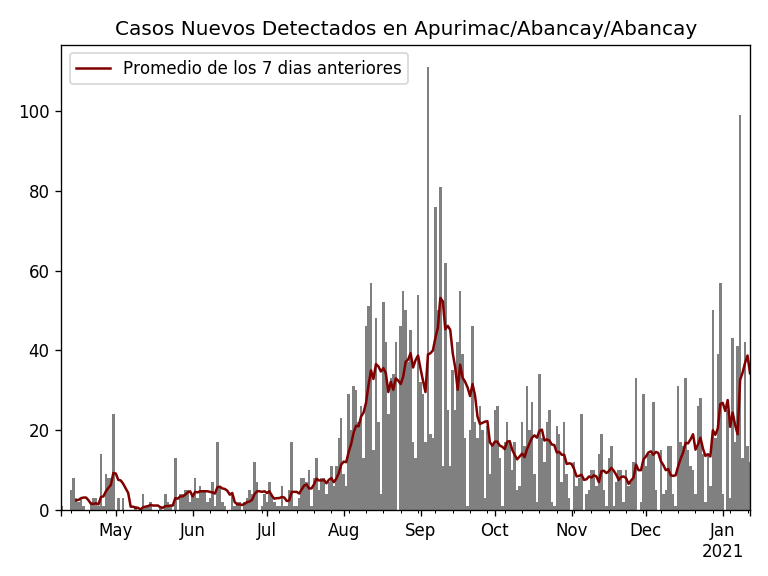 Casos Nuevos Detectados en Apurimac/Abancay/Abancay
Promedio de los 7 dias anteriores
100
80
60
40
20
0
May Jun Jul Aug Sep Oct Nov Dec Jan
2021